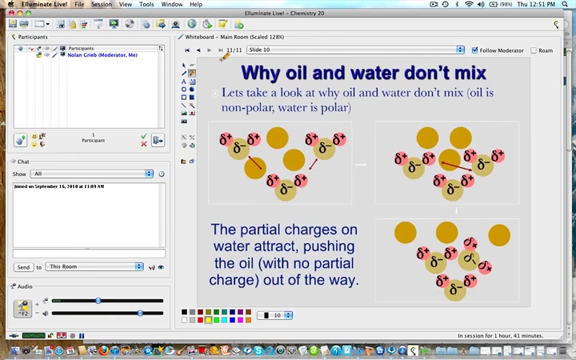 Elluminate Live!
File
Session
Tools
Window
Help
Thu 12:51 PM
Elluminate Live! - Chemistry 20
Participants
Whiteboard - Main Room (Scaled 128%)
11/11
Slide 10
Follow Moderator
Roam
Participants
Nolan Grieb (Moderator, Me)
1
Participant
Chat
Show
All
Joined on September 16, 2010 at 11:09 AM
Send to
This Room
Audio
Why oil and water don't mix
Lets take a look at why oil and water don't mix (oil is
non-polar, water is polar)
δ+ δ+ δ+ δ+
δ- δ-
δ+ δ+
δ-
δ+ δ+ δ+ δ+
δ- δ-
δ+ δ+
δ-
The partial charges on
water attract, pushing
the oil (with no partial
charge) out of the way.
δ+ δ+
δ-
δ+ δ+
δ-
10
In session for 1 hour, 41 minutes.